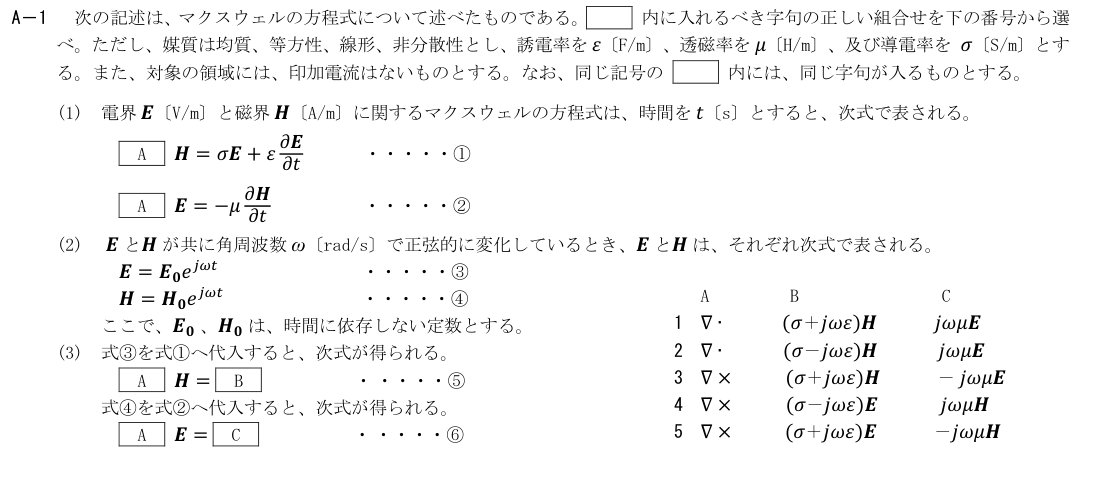 A-1 次の記述は、マクスウェルの方程式について述べたものである。 内に入れるべき字句の正しい組合せを下の番号から選
べ。ただし、媒質は均質、等方性、線形、非分散性とし、誘電率を ε〔F/m〕、透磁率を μ〔H/m〕、及び導電率を σ〔S/m〕とす
る。また、対象の領域には、印加電流はないものとする。なお、同じ記号の 内には、同じ字句が入るものとする。
(1) 電界 E〔V/m〕と磁界 H〔A/m〕に関するマクスウェルの方程式は、時間を t〔s〕とすると、次式で表される。
A H = σE + ε ∂E/∂t ・・・・・①
A E = −μ ∂H/∂t ・・・・・②
(2) E と H が共に角周波数 ω〔rad/s〕で正弦的に変化しているとき、E と H は、それぞれ次式で表される。
E = E₀e^{jωt} ・・・・・③
H = H₀e^{jωt} ・・・・・④
ここで、E₀ 、H₀ は、時間に依存しない定数とする。
(3) 式③を式①へ代入すると、次式が得られる。
A H = B ・・・・・⑤
式④を式②へ代入すると、次式が得られる。
A E = C ・・・・・⑥
A B C
1 ∇・ (σ+jωε)H jωμE
2 ∇・ (σ−jωε)H jωμE
3 ∇× (σ+jωε)H −jωμE
4 ∇× (σ−jωε)E jωμH
5 ∇× (σ+jωε)E −jωμH